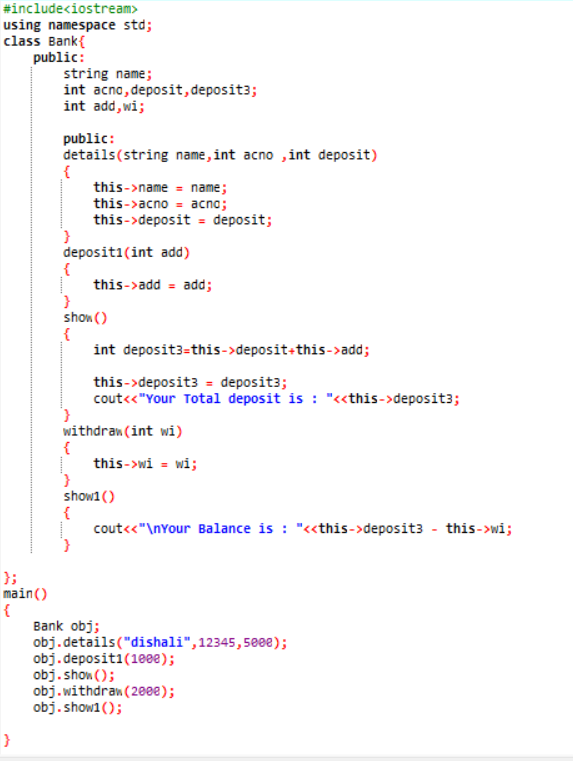 #include<iostream>
using namespace std;
class Bank{
public:
string name;
int acno,deposit,deposit3;
int add,wi;
public:
details(string name,int acno ,int deposit)
{
this->name = name;
this->acno = acno;
this->deposit = deposit;
}
deposit1(int add)
{
this->add = add;
}
show()
{
int deposit3=this->deposit+this->add;
this->deposit3 = deposit3;
cout<<"Your Total deposit is : "<<this->deposit3;
}
withdraw(int wi)
{
this->wi = wi;
}
show1()
{
cout<<"\nYour Balance is : "<<this->deposit3 - this->wi;
}
};
main()
{
Bank obj;
obj.details("dishali",12345,5000);
obj.deposit1(1000);
obj.show();
obj.withdraw(2000);
obj.show1();
}